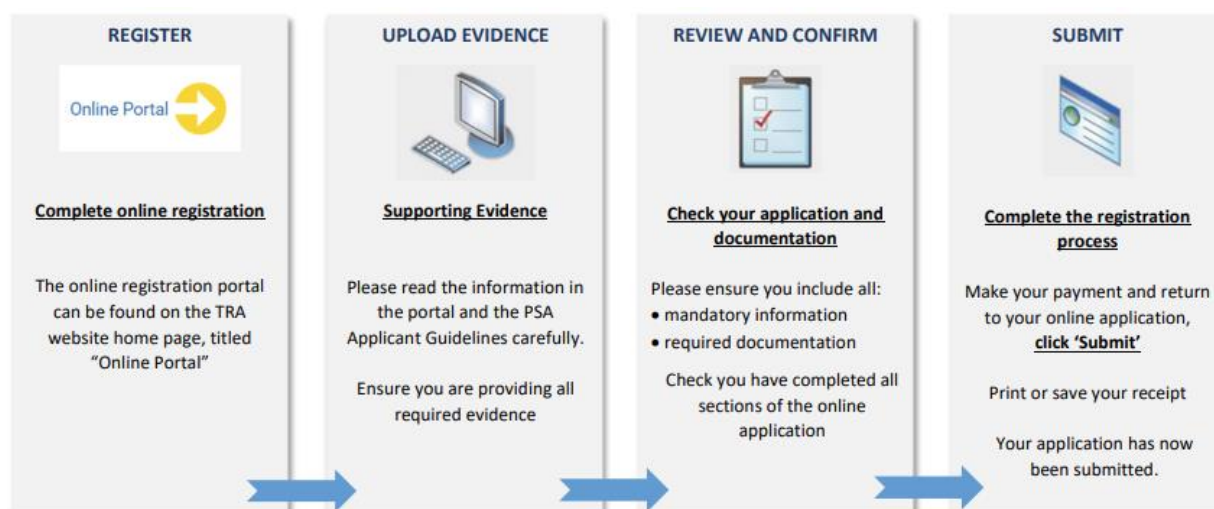 REGISTER
Online Portal
Complete online registration
The online registration portal
can be found on the TRA
website home page, titled
“Online Portal”
UPLOAD EVIDENCE
Supporting Evidence
Please read the information in
the portal and the PSA
Applicant Guidelines carefully.
Ensure you are providing all
required evidence
REVIEW AND CONFIRM
Check your application and
documentation
Please ensure you include all:
• mandatory information
• required documentation
Check you have completed all
sections of the online
application
SUBMIT
Complete the registration
process
Make your payment and return
to your online application,
click ‘Submit’
Print or save your receipt
Your application has now
been submitted.